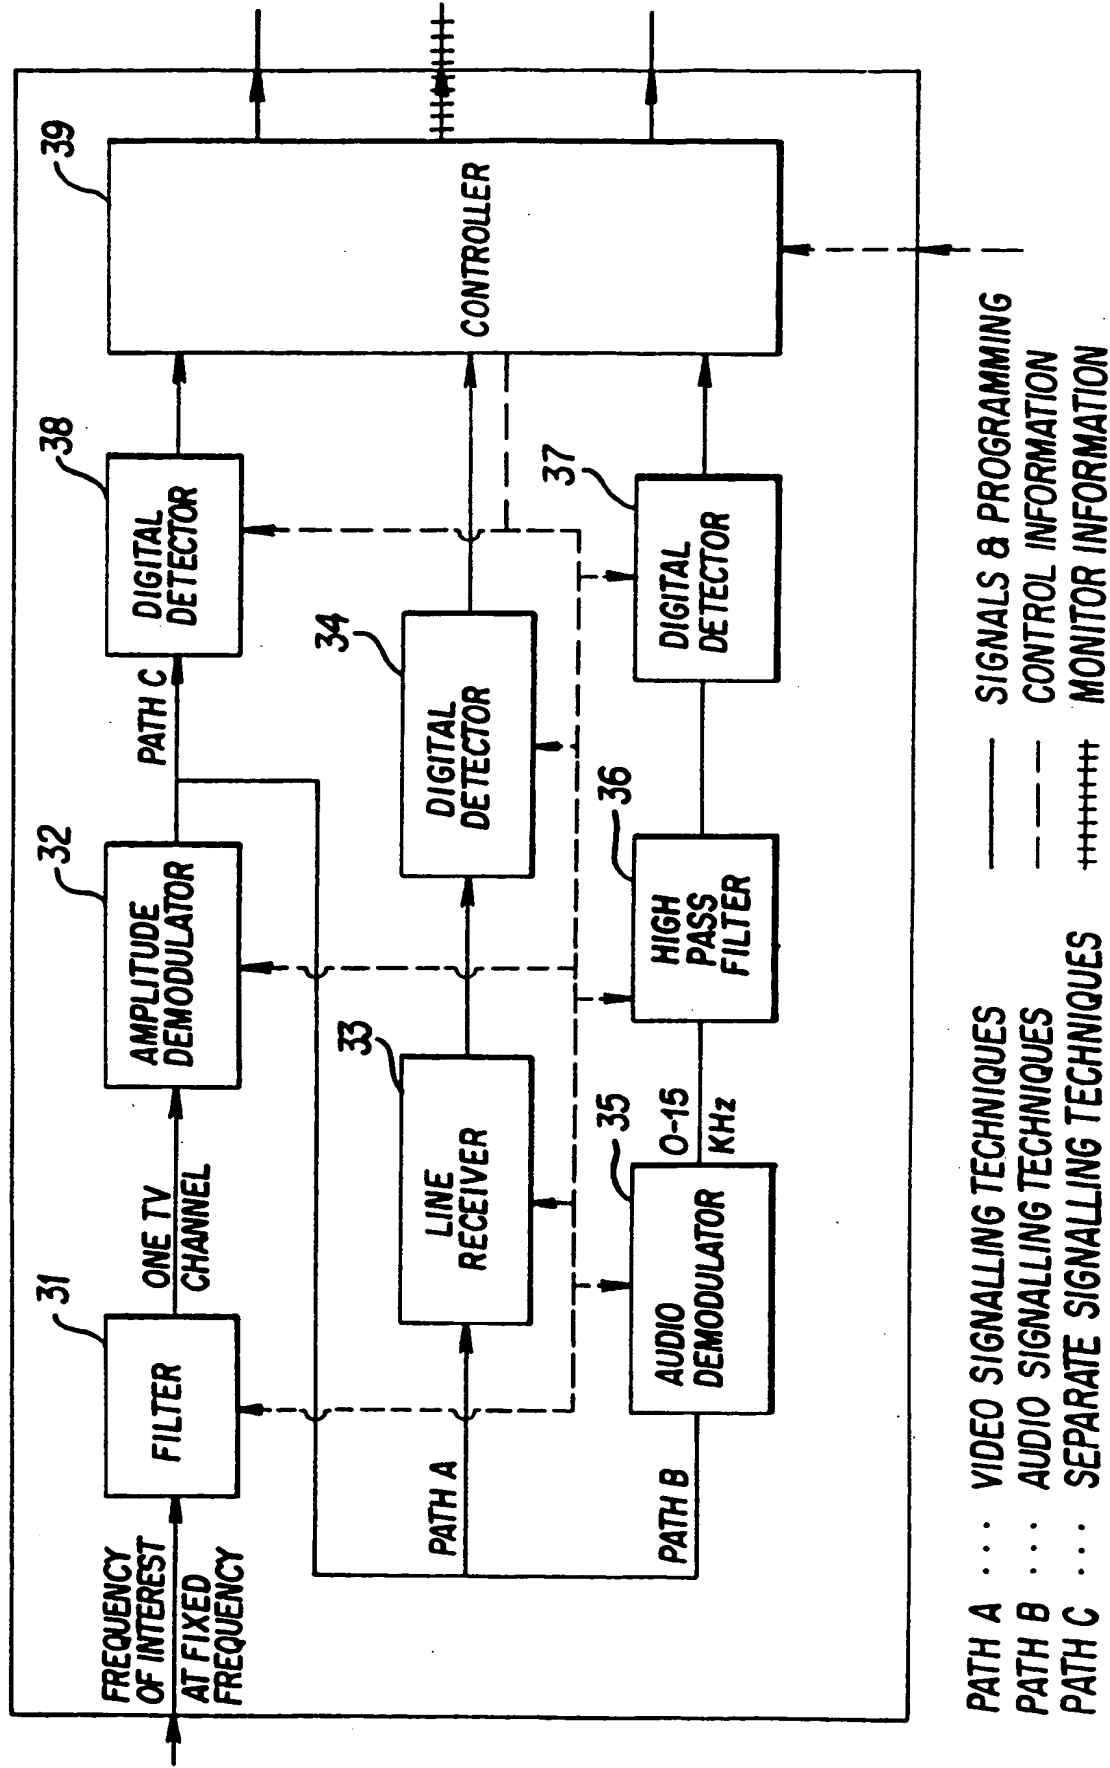 FREQUENCY
OF INTEREST
AT FIXED
FREQUENCY
31
FILTER
ONE TV
CHANNEL
32
AMPLITUDE
DEMODULATOR
PATH C
38
DIGITAL
DETECTOR
39
CONTROLLER
PATH A
33
LINE
RECEIVER
34
DIGITAL
DETECTOR
PATH B
35
AUDIO
DEMODULATOR
0-15
KHz
36
HIGH
PASS
FILTER
37
DIGITAL
DETECTOR
PATH A ... VIDEO SIGNALLING TECHNIQUES
PATH B ... AUDIO SIGNALLING TECHNIQUES
PATH C ... SEPARATE SIGNALLING TECHNIQUES
SIGNALS & PROGRAMMING
CONTROL INFORMATION
MONITOR INFORMATION